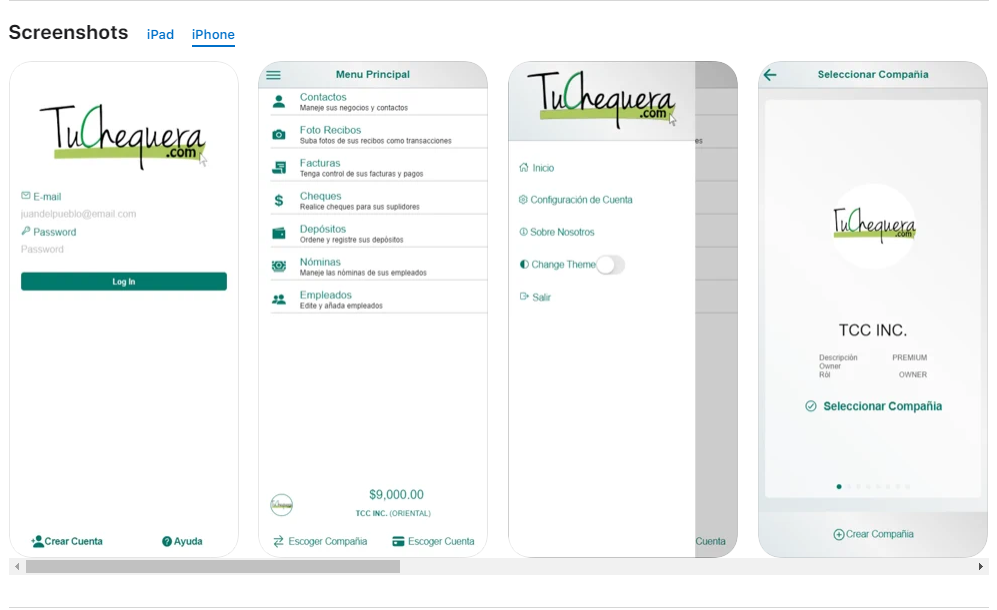 Screenshots iPad iPhone
TuChequera
.com
E-mail
juandelpueblo@email.com
Password
Password
Log In
Crear Cuenta Ayuda
Menu Principal
Contactos
Maneje sus negocios y contactos
Foto Recibos
Suba fotos de sus recibos como transacciones
Facturas
Tenga control de sus facturas y pagos
Cheques
Realice cheques para sus suplidores
Depósitos
Ordene y registre sus depósitos
Nóminas
Maneje las nóminas de sus empleados
Empleados
Edite y añada empleados
TuChequera
$9,000.00
TCC INC. (ORIENTAL)
Escoger Compañia Escoger Cuenta
TuChequera
.com
es
Inicio
Configuración de Cuenta
Sobre Nosotros
Change Theme
Salir
Cuenta
Seleccionar Compañia
TuChequera
.com
TCC INC.
Descripción PREMIUM
Owner
Ról OWNER
Seleccionar Compañia
Crear Compañia